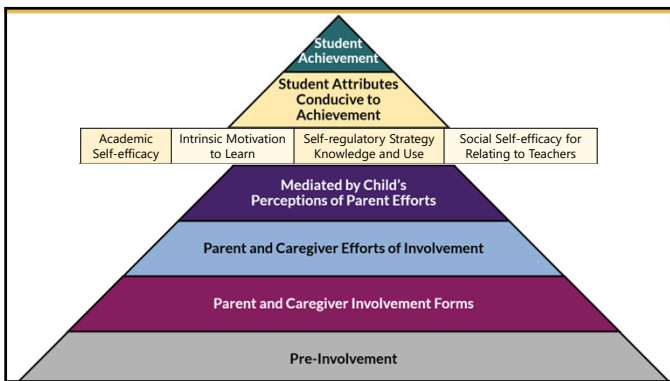 Student
Achievement
Student Attributes
Conducive to
Achievement
Academic
Self-efficacy
Intrinsic Motivation
to Learn
Self-regulatory Strategy
Knowledge and Use
Social Self-efficacy for
Relating to Teachers
Mediated by Child's
Perceptions of Parent Efforts
Parent and Caregiver Efforts of Involvement
Parent and Caregiver Involvement Forms
Pre-Involvement